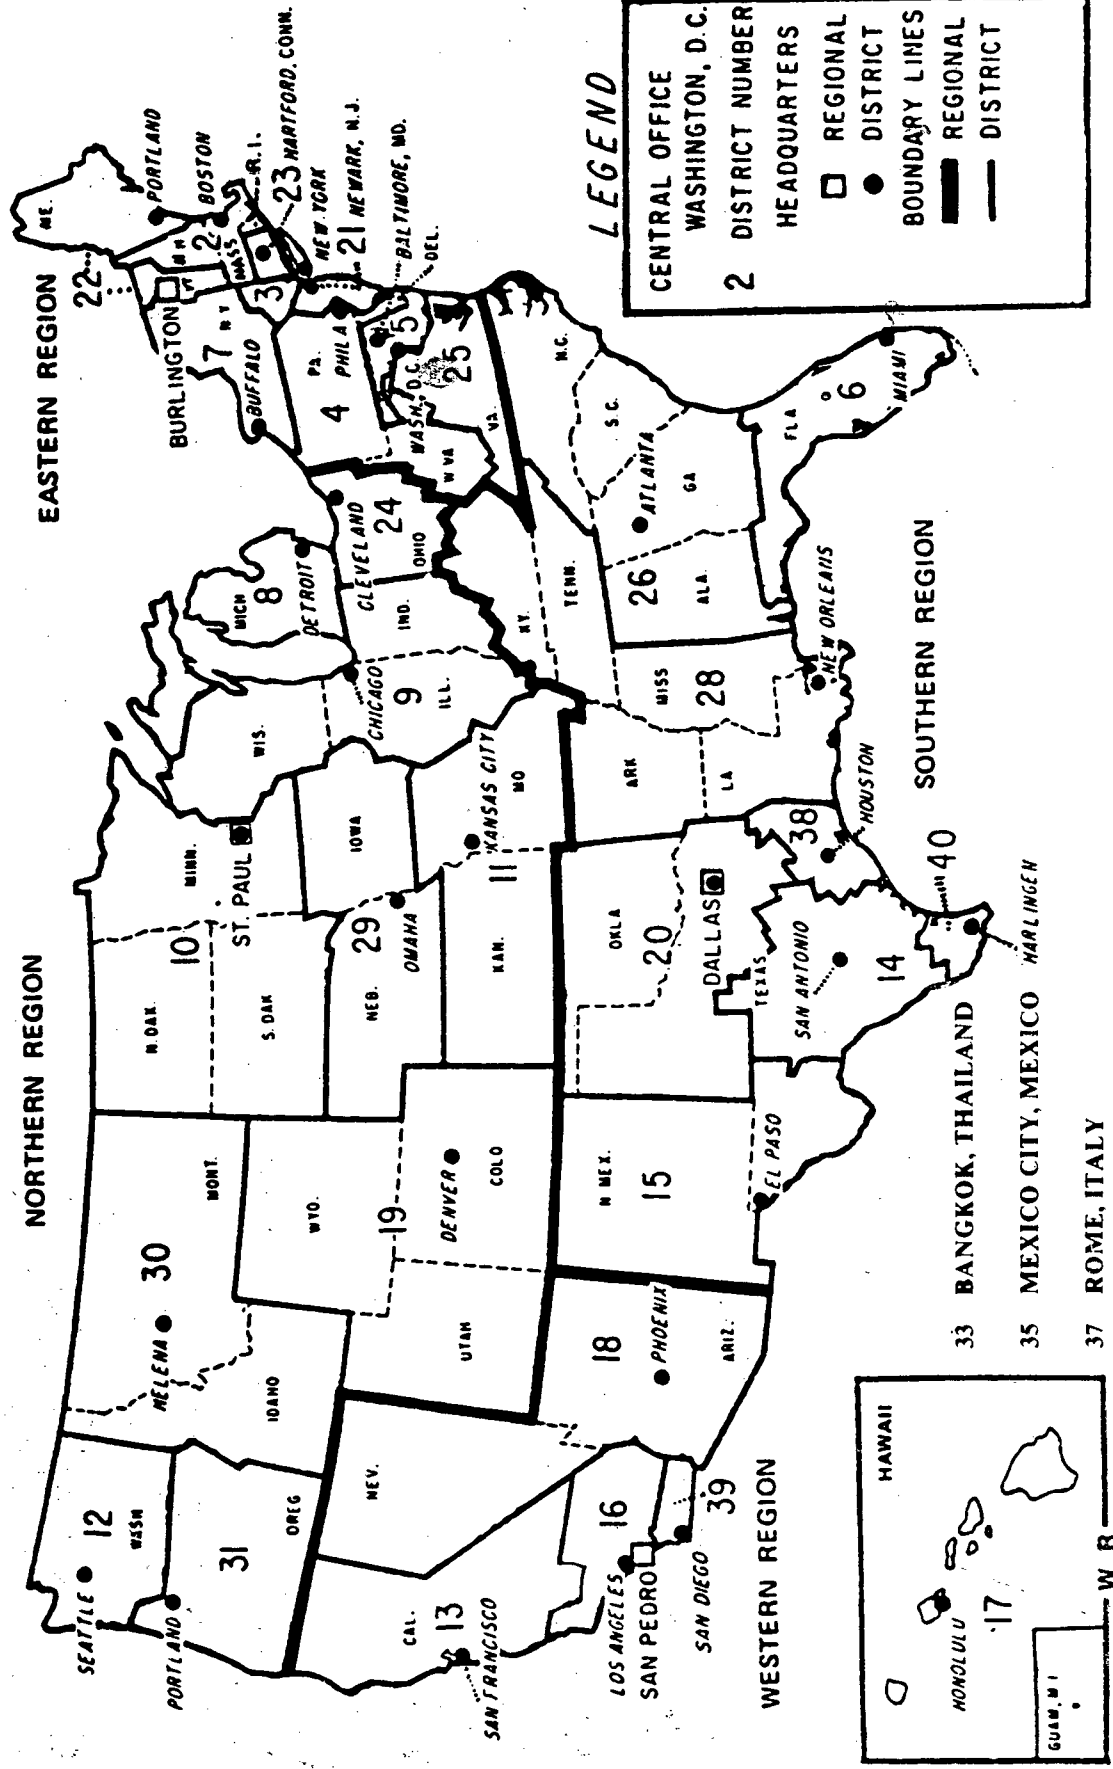 NORTHERN REGION
EASTERN REGION
WESTERN REGION
SOUTHERN REGION
SEATTLE
12
WASH
PORTLAND
31
OREG
HELENA
30
MONT.
IDAHO
N. DAK.
10
MINN.
S. DAK
ST. PAUL
WIS.
MICH
8
DETROIT
WYO.
19
NEB.
29
OMAHA
IOWA
CHICAGO
9
ILL.
IND.
CLEVELAND
24
OHIO
NEV.
UTAH
DENVER
COLO
KAN.
11
KANSAS CITY
MO
CAL.
13
SAN FRANCISCO
LOS ANGELES
SAN PEDRO
16
SAN DIEGO
39
18
PHOENIX
ARIZ.
N MEX.
15
EL PASO
OKLA
20
DALLAS
TEXAS
SAN ANTONIO
14
38
HOUSTON
40
HARLINGEN
ARK
LA
MISS
28
NEW ORLEANS
KY.
TENN.
26
ALA.
ATLANTA
GA
S.C.
N.C.
FLA
6
MIAMI
22
ME.
PORTLAND
BOSTON
2
N H
VT
MASS
R.I.
23 HARTFORD, CONN.
NEW YORK
21 NEWARK, N.J.
BALTIMORE, MD.
DEL.
BURLINGTON
7
N Y
3
BUFFALO
PA.
PHILA
4
5
WASH. D.C.
25
W VA
VA.
LEGEND
CENTRAL OFFICE
WASHINGTON, D.C.
2 DISTRICT NUMBER
HEADQUARTERS
REGIONAL
DISTRICT
BOUNDARY LINES
REGIONAL
DISTRICT
33 BANGKOK, THAILAND
35 MEXICO CITY, MEXICO
37 ROME, ITALY
HAWAII
HONOLULU
17
GUAM, M I
W R